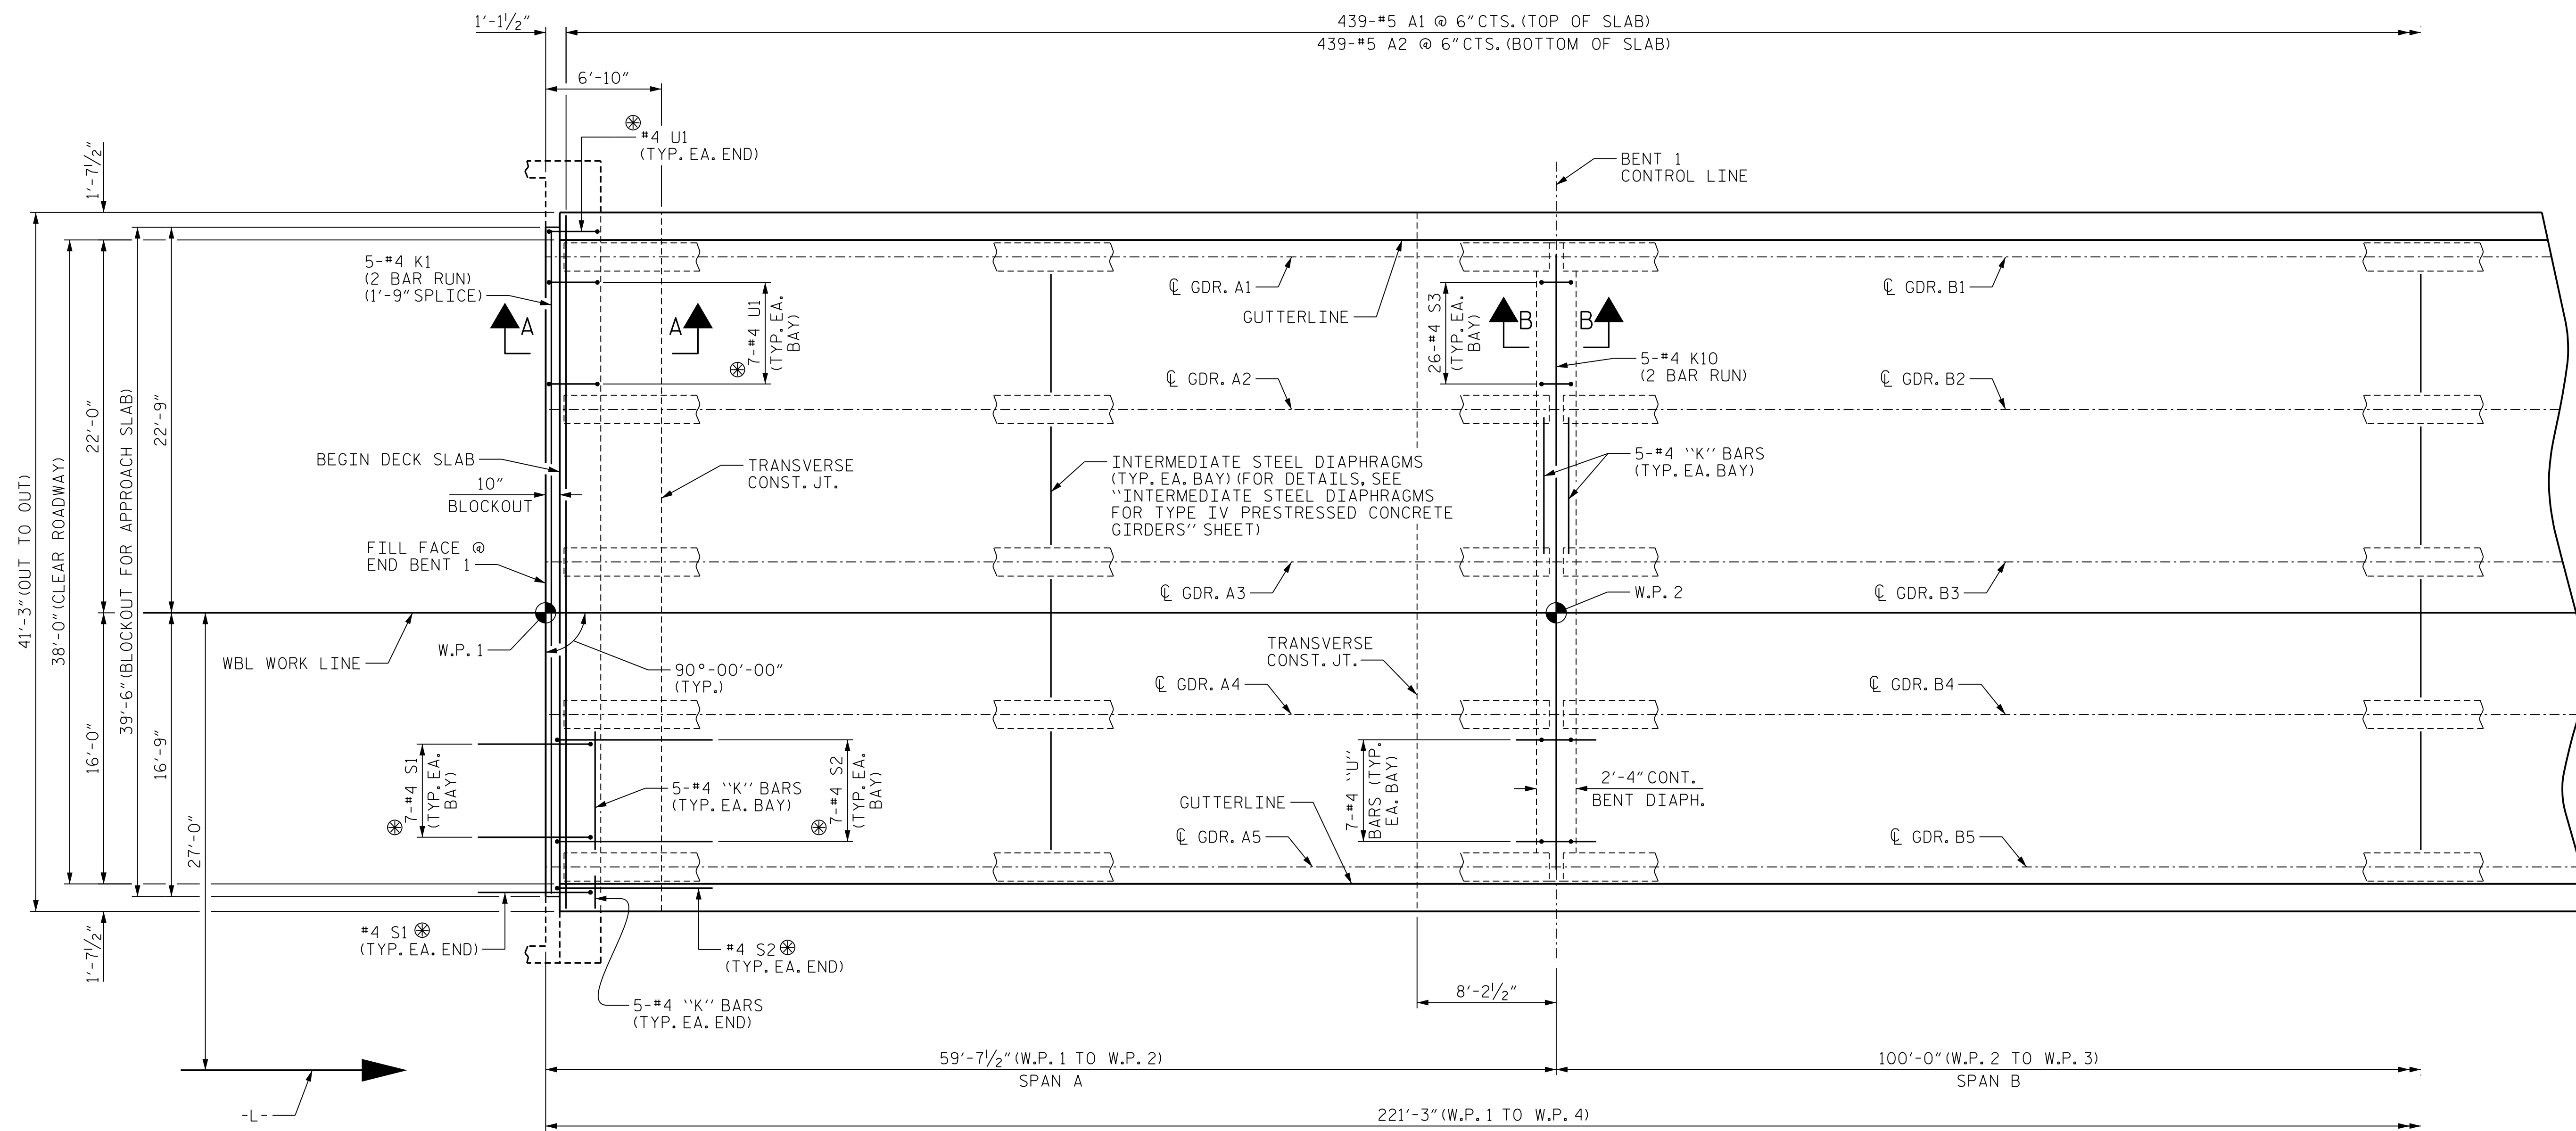 1'-1½"
439-#5 A1 @ 6" CTS. (TOP OF SLAB)
439-#5 A2 @ 6" CTS. (BOTTOM OF SLAB)
6'-10"
#4 U1
(TYP. EA. END)
BENT 1
CONTROL LINE
1'-7½"
5-#4 K1
(2 BAR RUN)
(1'-9" SPLICE)
A
A
7-#4 U1
(TYP. EA.
BAY)
℄ GDR. A1
GUTTERLINE
26-#4 S3
(TYP. EA.
BAY)
B
B
℄ GDR. B1
5-#4 K10
(2 BAR RUN)
℄ GDR. A2
℄ GDR. B2
41'-3" (OUT TO OUT)
38'-0" (CLEAR ROADWAY)
22'-0"
39'-6" (BLOCKOUT FOR APPROACH SLAB)
22'-9"
BEGIN DECK SLAB
10"
BLOCKOUT
TRANSVERSE
CONST. JT.
INTERMEDIATE STEEL DIAPHRAGMS
(TYP. EA. BAY) (FOR DETAILS, SEE
``INTERMEDIATE STEEL DIAPHRAGMS
FOR TYPE IV PRESTRESSED CONCRETE
GIRDERS'' SHEET)
5-#4 ``K'' BARS
(TYP. EA. BAY)
FILL FACE @
END BENT 1
℄ GDR. A3
℄ GDR. B3
W.P. 2
W.P. 1
WBL WORK LINE
90°-00'-00"
(TYP.)
TRANSVERSE
CONST. JT.
℄ GDR. A4
℄ GDR. B4
16'-0"
16'-9"
27'-0"
7-#4 S1
(TYP. EA.
BAY)
5-#4 ``K'' BARS
(TYP. EA. BAY)
7-#4 S2
(TYP. EA.
BAY)
GUTTERLINE
℄ GDR. A5
7-#4 ``U''
BARS (TYP.
EA. BAY)
2'-4" CONT.
BENT DIAPH.
℄ GDR. B5
1'-7½"
#4 S1
(TYP. EA. END)
#4 S2
(TYP. EA. END)
5-#4 ``K'' BARS
(TYP. EA. END)
8'-2½"
59'-7½" (W.P. 1 TO W.P. 2)
SPAN A
100'-0" (W.P. 2 TO W.P. 3)
SPAN B
-L-
221'-3" (W.P. 1 TO W.P. 4)